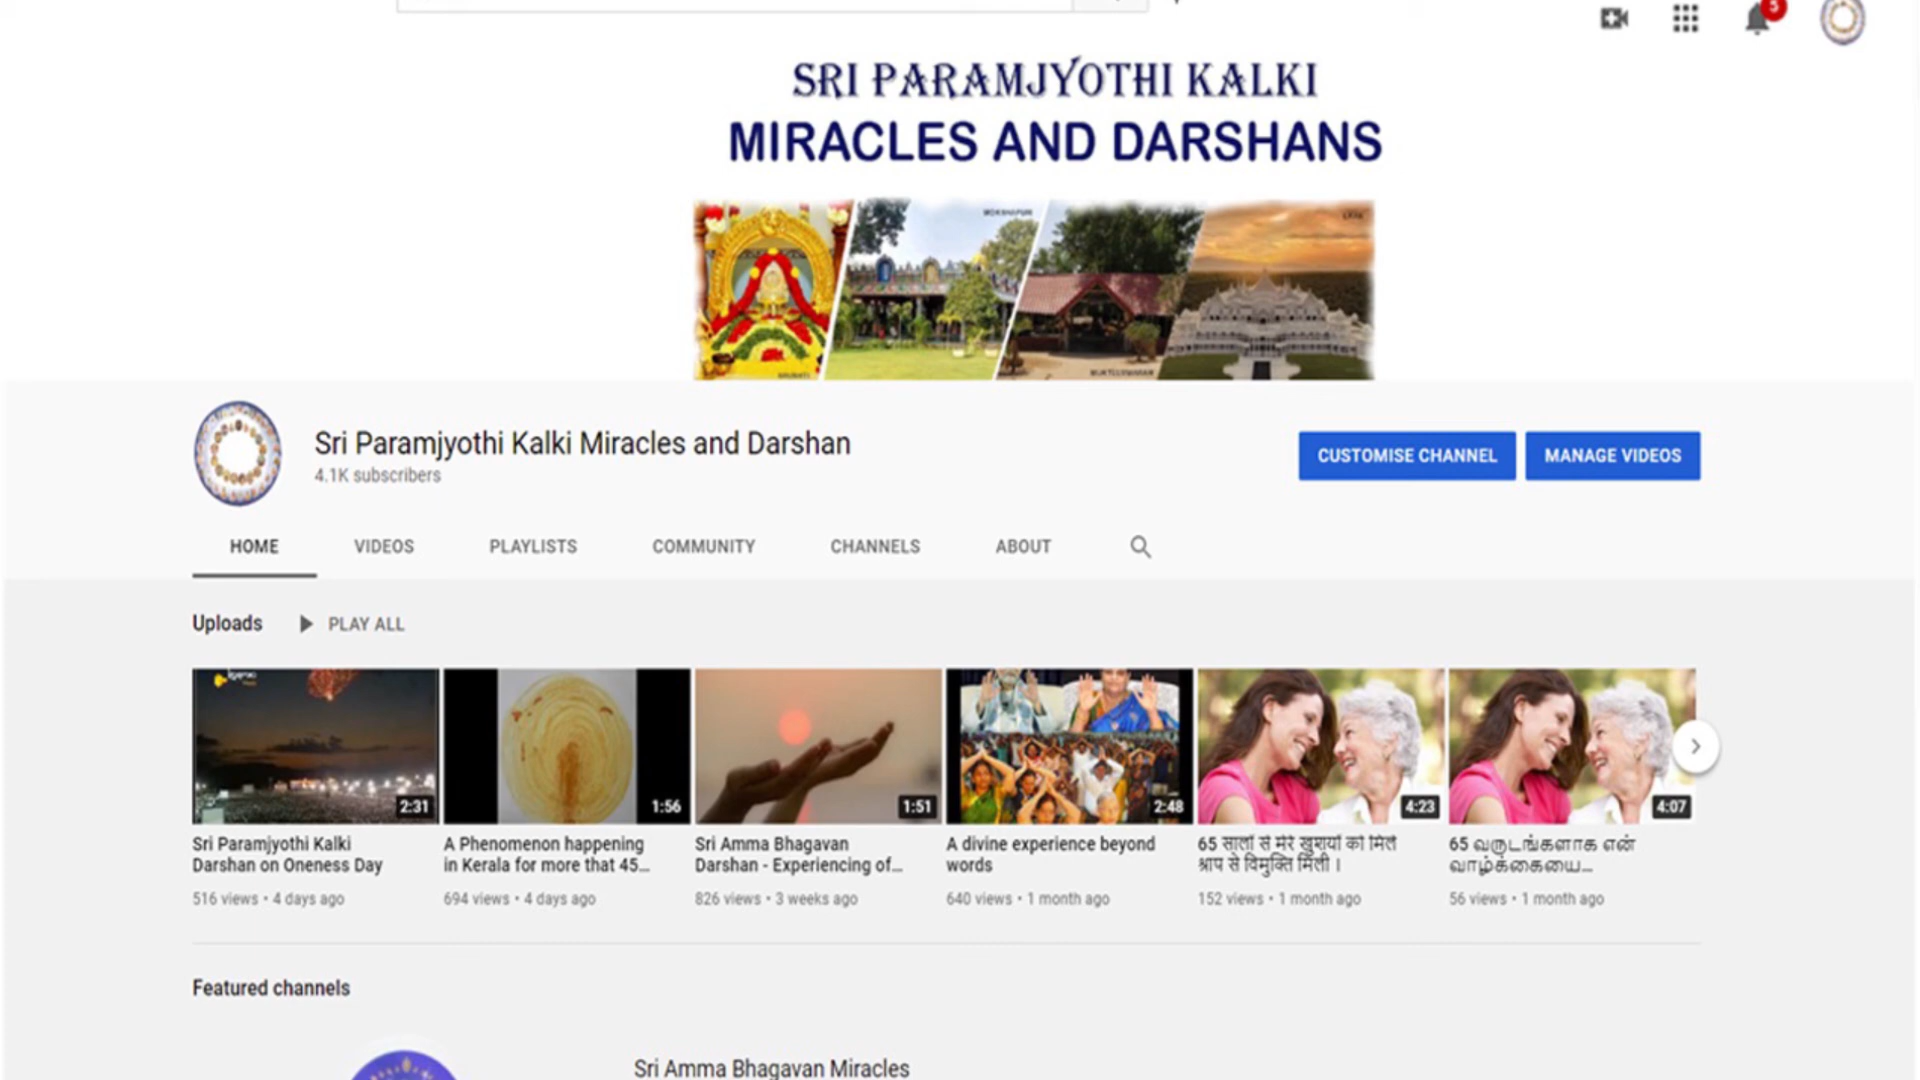 5
SRI PARAMJYOTHI KALKI
MIRACLES AND DARSHANS
MOKSHAPURI
MUKTESHWARAM
Sri Paramjyothi Kalki Miracles and Darshan
4.1K subscribers
CUSTOMISE CHANNEL
MANAGE VIDEOS
HOME
VIDEOS
PLAYLISTS
COMMUNITY
CHANNELS
ABOUT
Uploads
PLAY ALL
2:31
1:56
1:51
2:48
4:23
4:07
Sri Paramjyothi Kalki
Darshan on Oneness Day
516 views • 4 days ago
A Phenomenon happening
in Kerala for more that 45...
694 views • 4 days ago
Sri Amma Bhagavan
Darshan - Experiencing of...
826 views • 3 weeks ago
A divine experience beyond
words
640 views • 1 month ago
65 सालों से मेरे खुशियों को मिले
श्राप से विमुक्ति मिली ।
152 views • 1 month ago
65 வருடங்களாக என்
வாழ்க்கையை...
56 views • 1 month ago
Featured channels
Sri Amma Bhagavan Miracles